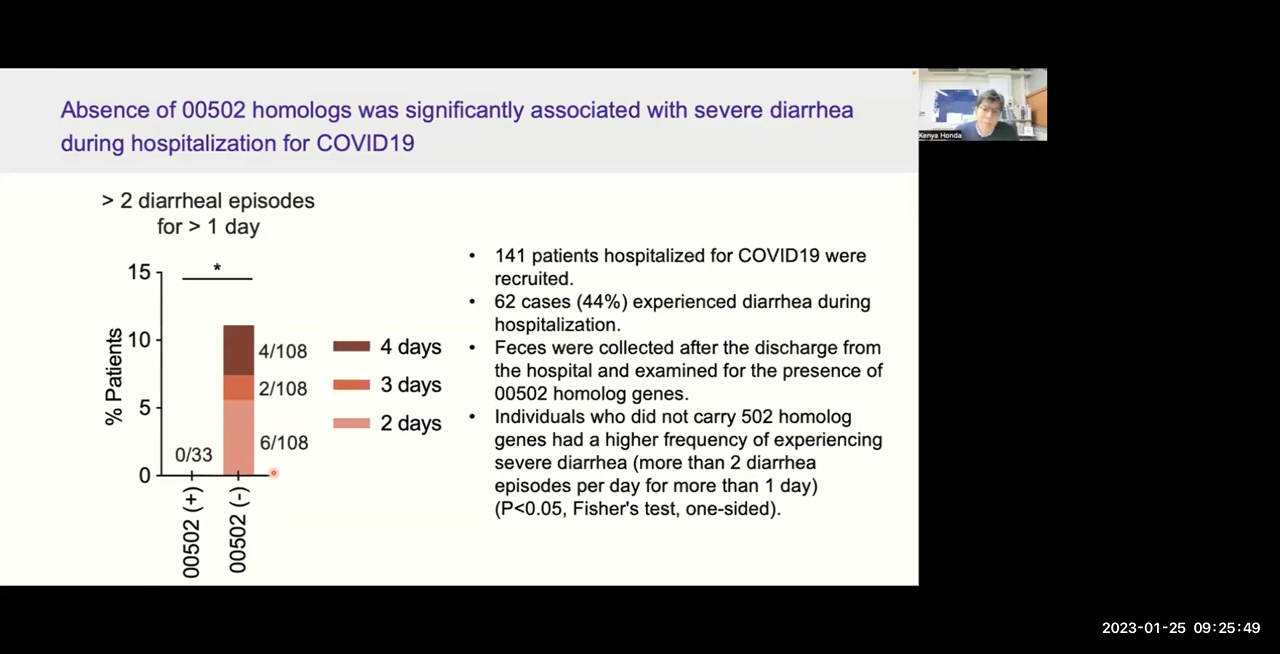 Absence of 00502 homologs was significantly associated with severe diarrhea
during hospitalization for COVID19
Kenya Honda
> 2 diarrheal episodes
for > 1 day
*
15
10
5
0
% Patients
4/108
2/108
6/108
0/33
00502 (+)
00502 (-)
4 days
3 days
2 days
• 141 patients hospitalized for COVID19 were
recruited.
• 62 cases (44%) experienced diarrhea during
hospitalization.
• Feces were collected after the discharge from
the hospital and examined for the presence of
00502 homolog genes.
• Individuals who did not carry 502 homolog
genes had a higher frequency of experiencing
severe diarrhea (more than 2 diarrhea
episodes per day for more than 1 day)
(P<0.05, Fisher's test, one-sided).
2023-01-25 09:25:49